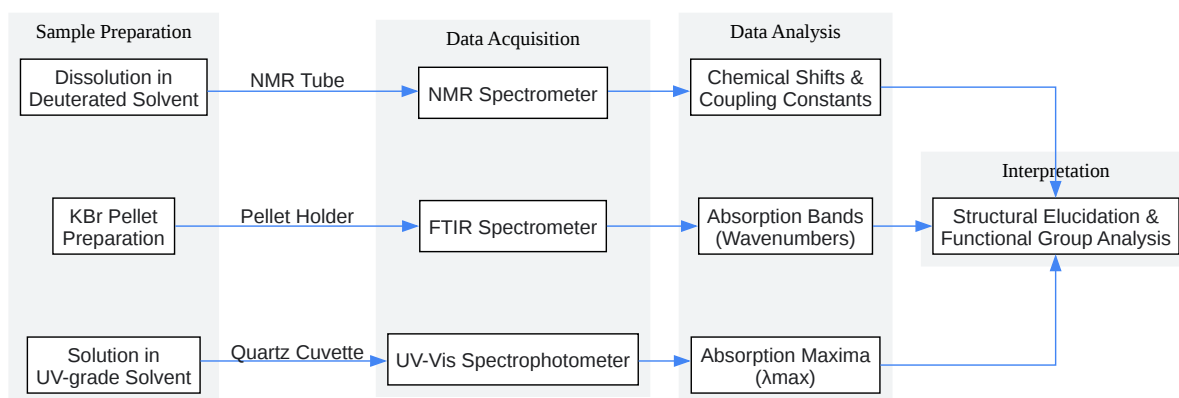 Sample Preparation
Data Acquisition
Data Analysis
Dissolution in
Deuterated Solvent
NMR Tube
NMR Spectrometer
Chemical Shifts &
Coupling Constants
Interpretation
KBr Pellet
Preparation
Pellet Holder
FTIR Spectrometer
Absorption Bands
(Wavenumbers)
Structural Elucidation &
Functional Group Analysis
Solution in
UV-grade Solvent
Quartz Cuvette
UV-Vis Spectrophotometer
Absorption Maxima
(λmax)